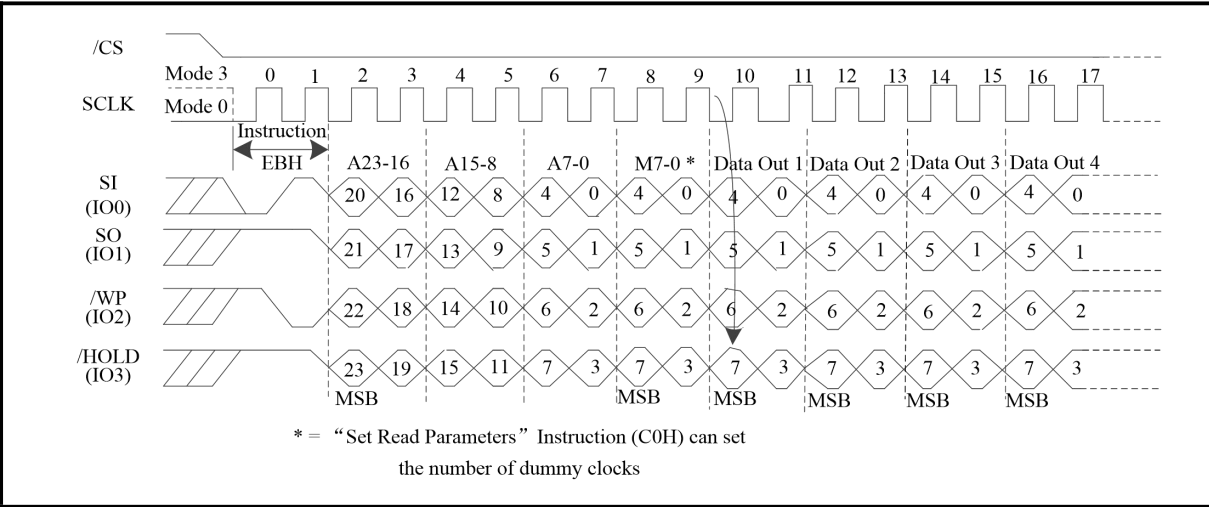 /CS
Mode 3 0 1 2 3 4 5 6 7 8 9 10 11 12 13 14 15 16 17
SCLK Mode 0
Instruction
EBH A23-16 A15-8 A7-0 M7-0 * Data Out 1 Data Out 2 Data Out 3 Data Out 4
SI
(IO0) 20 16 12 8 4 0 4 0 4 0 4 0 4 0 4 0
SO
(IO1) 21 17 13 9 5 1 5 1 5 1 5 1 5 1 5 1
/WP
(IO2) 22 18 14 10 6 2 6 2 6 2 6 2 6 2 6 2
/HOLD
(IO3) 23 19 15 11 7 3 7 3 7 3 7 3 7 3 7 3
MSB MSB MSB MSB MSB MSB
* = “Set Read Parameters” Instruction (C0H) can set
the number of dummy clocks